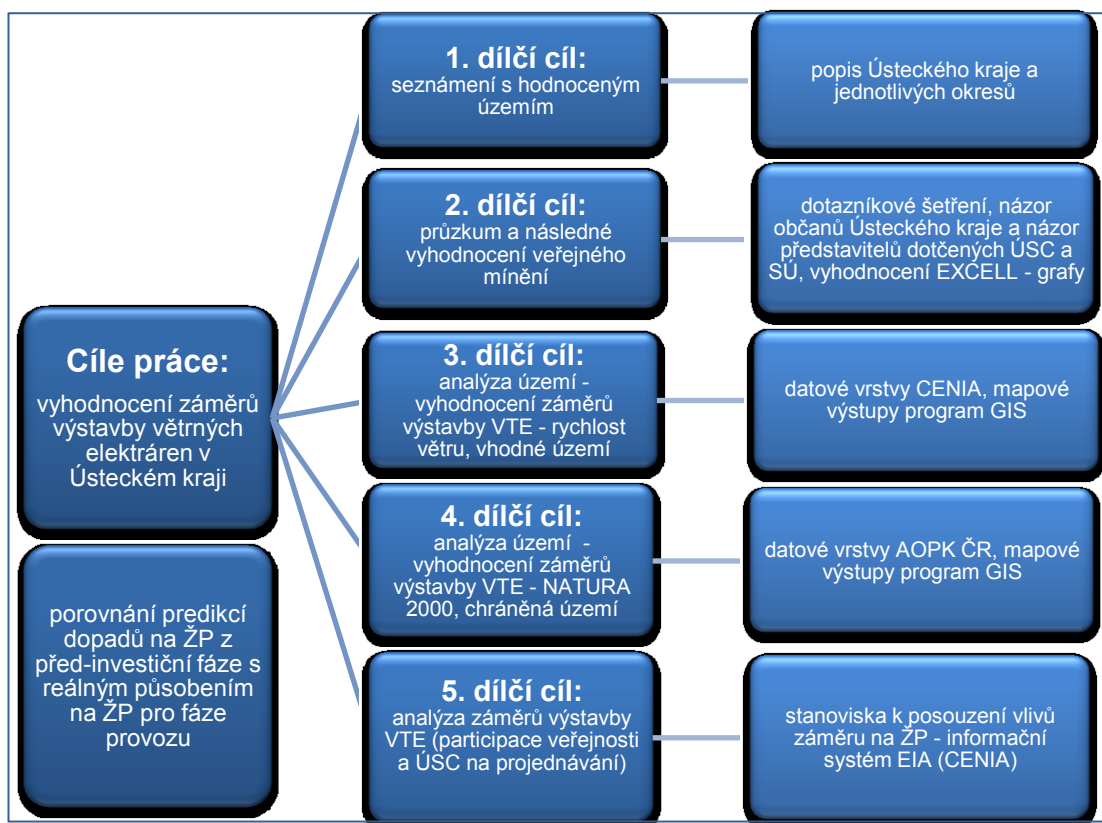 Cíle práce:
vyhodnocení záměrů
výstavby větrných
elektráren v
Ústeckém kraji
porovnání predikcí
dopadů na ŽP z
před-investiční fáze s
reálným působením
na ŽP pro fáze
provozu
1. dílčí cíl:
seznámení s hodnoceným
územím
popis Ústeckého kraje a
jednotlivých okresů
2. dílčí cíl:
průzkum a následné
vyhodnocení veřejného
mínění
dotazníkové šetření, názor
občanů Ústeckého kraje a názor
představitelů dotčených ÚSC a
SÚ, vyhodnocení EXCELL - grafy
3. dílčí cíl:
analýza území -
vyhodnocení záměrů
výstavby VTE - rychlost
větru, vhodné území
datové vrstvy CENIA, mapové
výstupy program GIS
4. dílčí cíl:
analýza území -
vyhodnocení záměrů
výstavby VTE - NATURA
2000, chráněná území
datové vrstvy AOPK ČR, mapové
výstupy program GIS
5. dílčí cíl:
analýza záměrů výstavby
VTE (participace veřejnosti
a ÚSC na projednávání)
stanoviska k posouzení vlivů
záměru na ŽP - informační
systém EIA (CENIA)